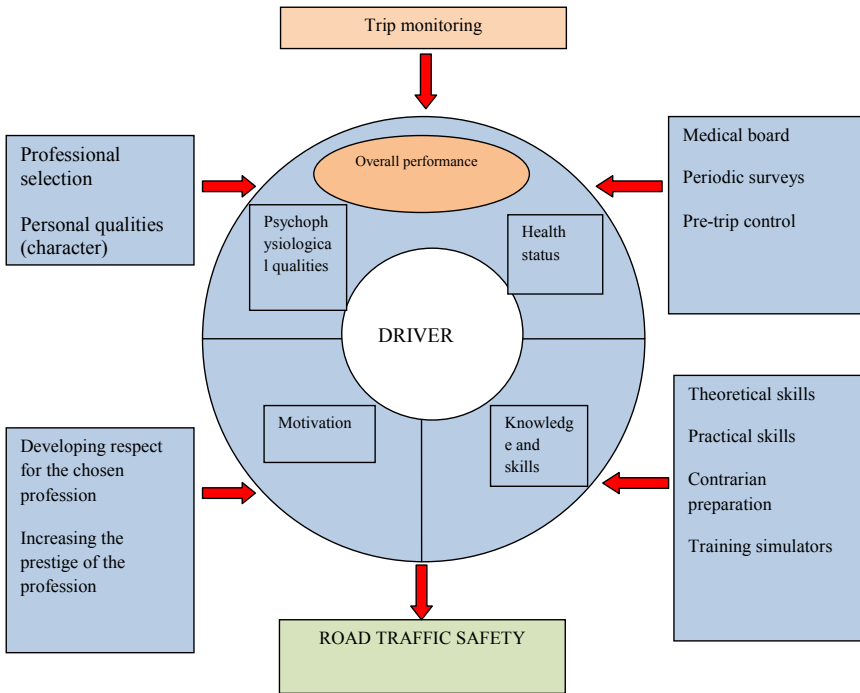 Trip monitoring
Professional
selection
Personal qualities
(character)
Overall performance
Psychoph
ysiologica
l qualities
Health
status
Medical board
Periodic surveys
Pre-trip control
DRIVER
Developing respect
for the chosen
profession
Increasing the
prestige of the
profession
Motivation
Knowledg
e and
skills
Theoretical skills
Practical skills
Contrarian
preparation
Training simulators
ROAD TRAFFIC SAFETY